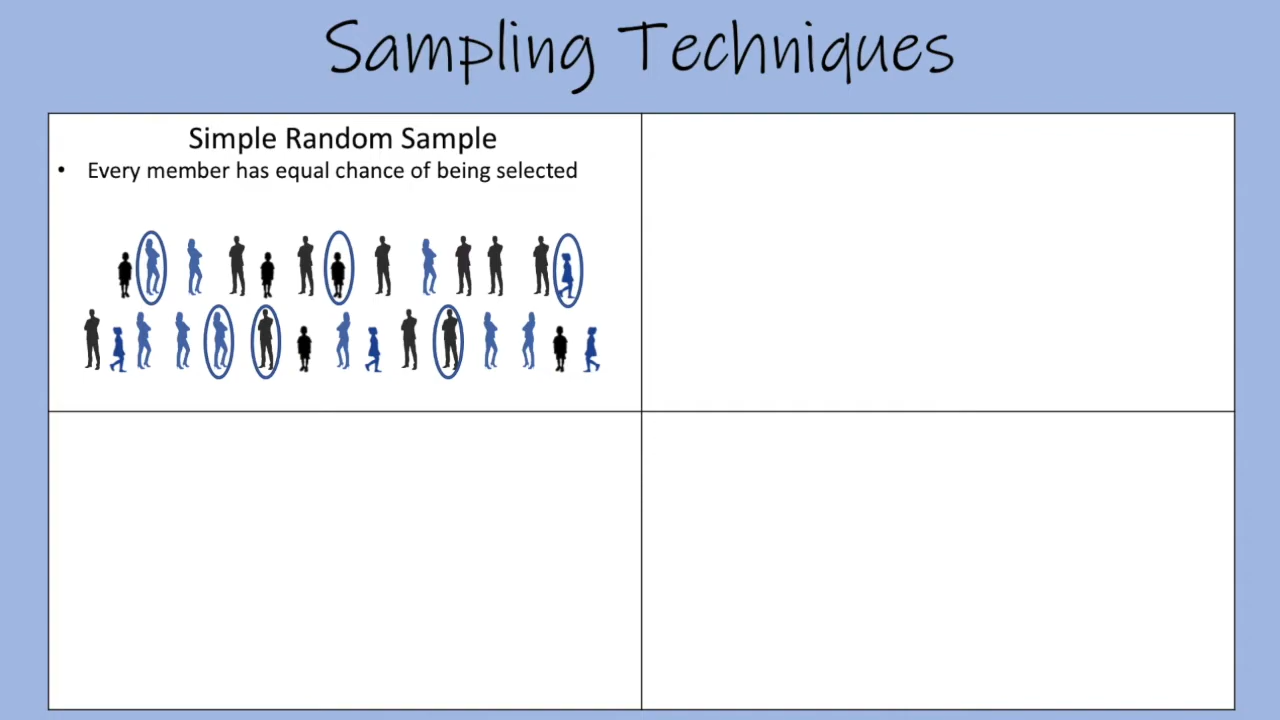 Sampling Techniques
Simple Random Sample
• Every member has equal chance of being selected